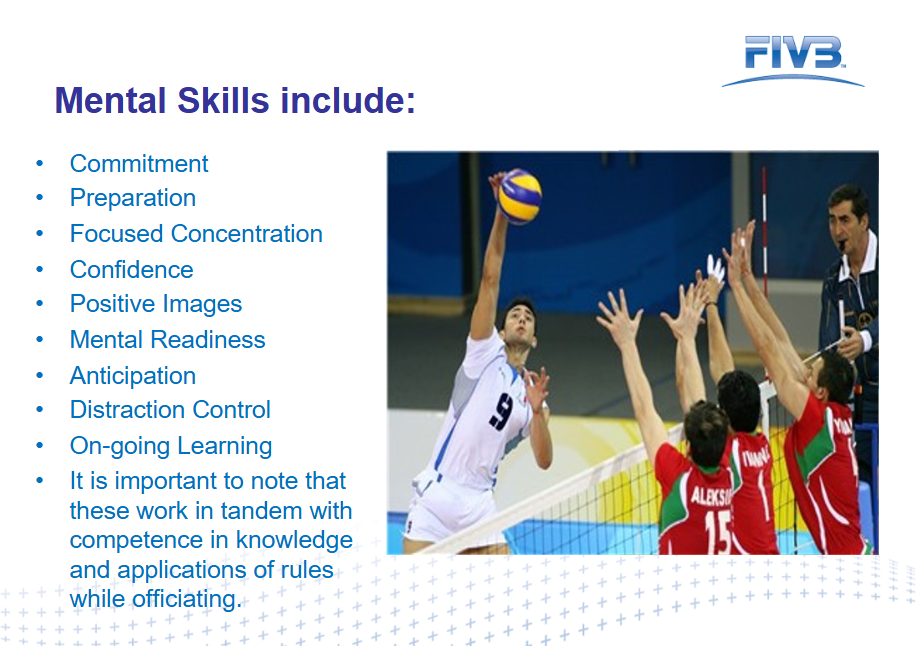 FIVB™
Mental Skills include:
• Commitment
• Preparation
• Focused Concentration
• Confidence
• Positive Images
• Mental Readiness
• Anticipation
• Distraction Control
• On-going Learning
• It is important to note that
these work in tandem with
competence in knowledge
and applications of rules
while officiating.
9
15
1